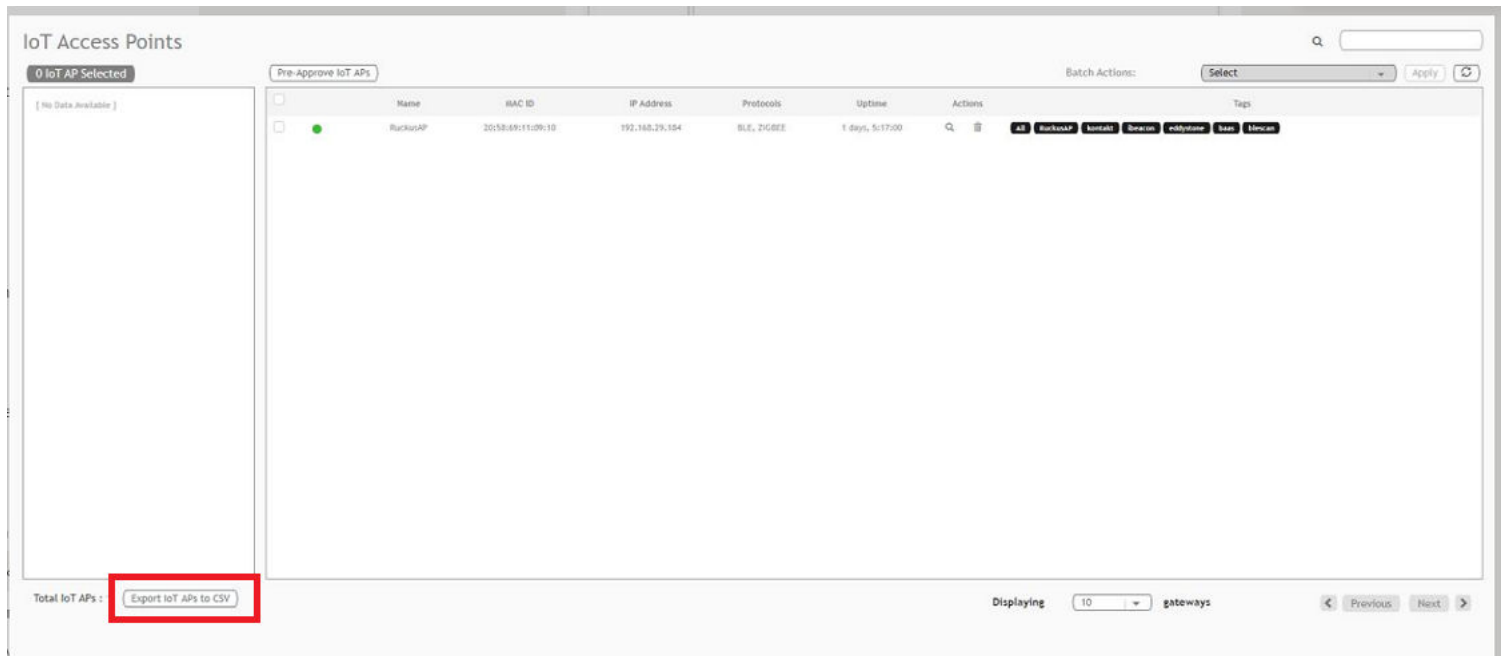 IoT Access Points
0 IoT AP Selected
Pre-Approve IoT APs
Batch Actions:
Select
Apply
[ No Data Available ]
Name MAC ID IP Address Protocols Uptime Actions Tags
RuckusAP 20:58:69:11:09:10 192.168.29.184 BLE, ZIGBEE 1 days, 5:17:00 All RuckusAP kontakt ibeacon eddystone baas blescan
Total IoT APs :
Export IoT APs to CSV
Displaying 10 gateways
Previous Next